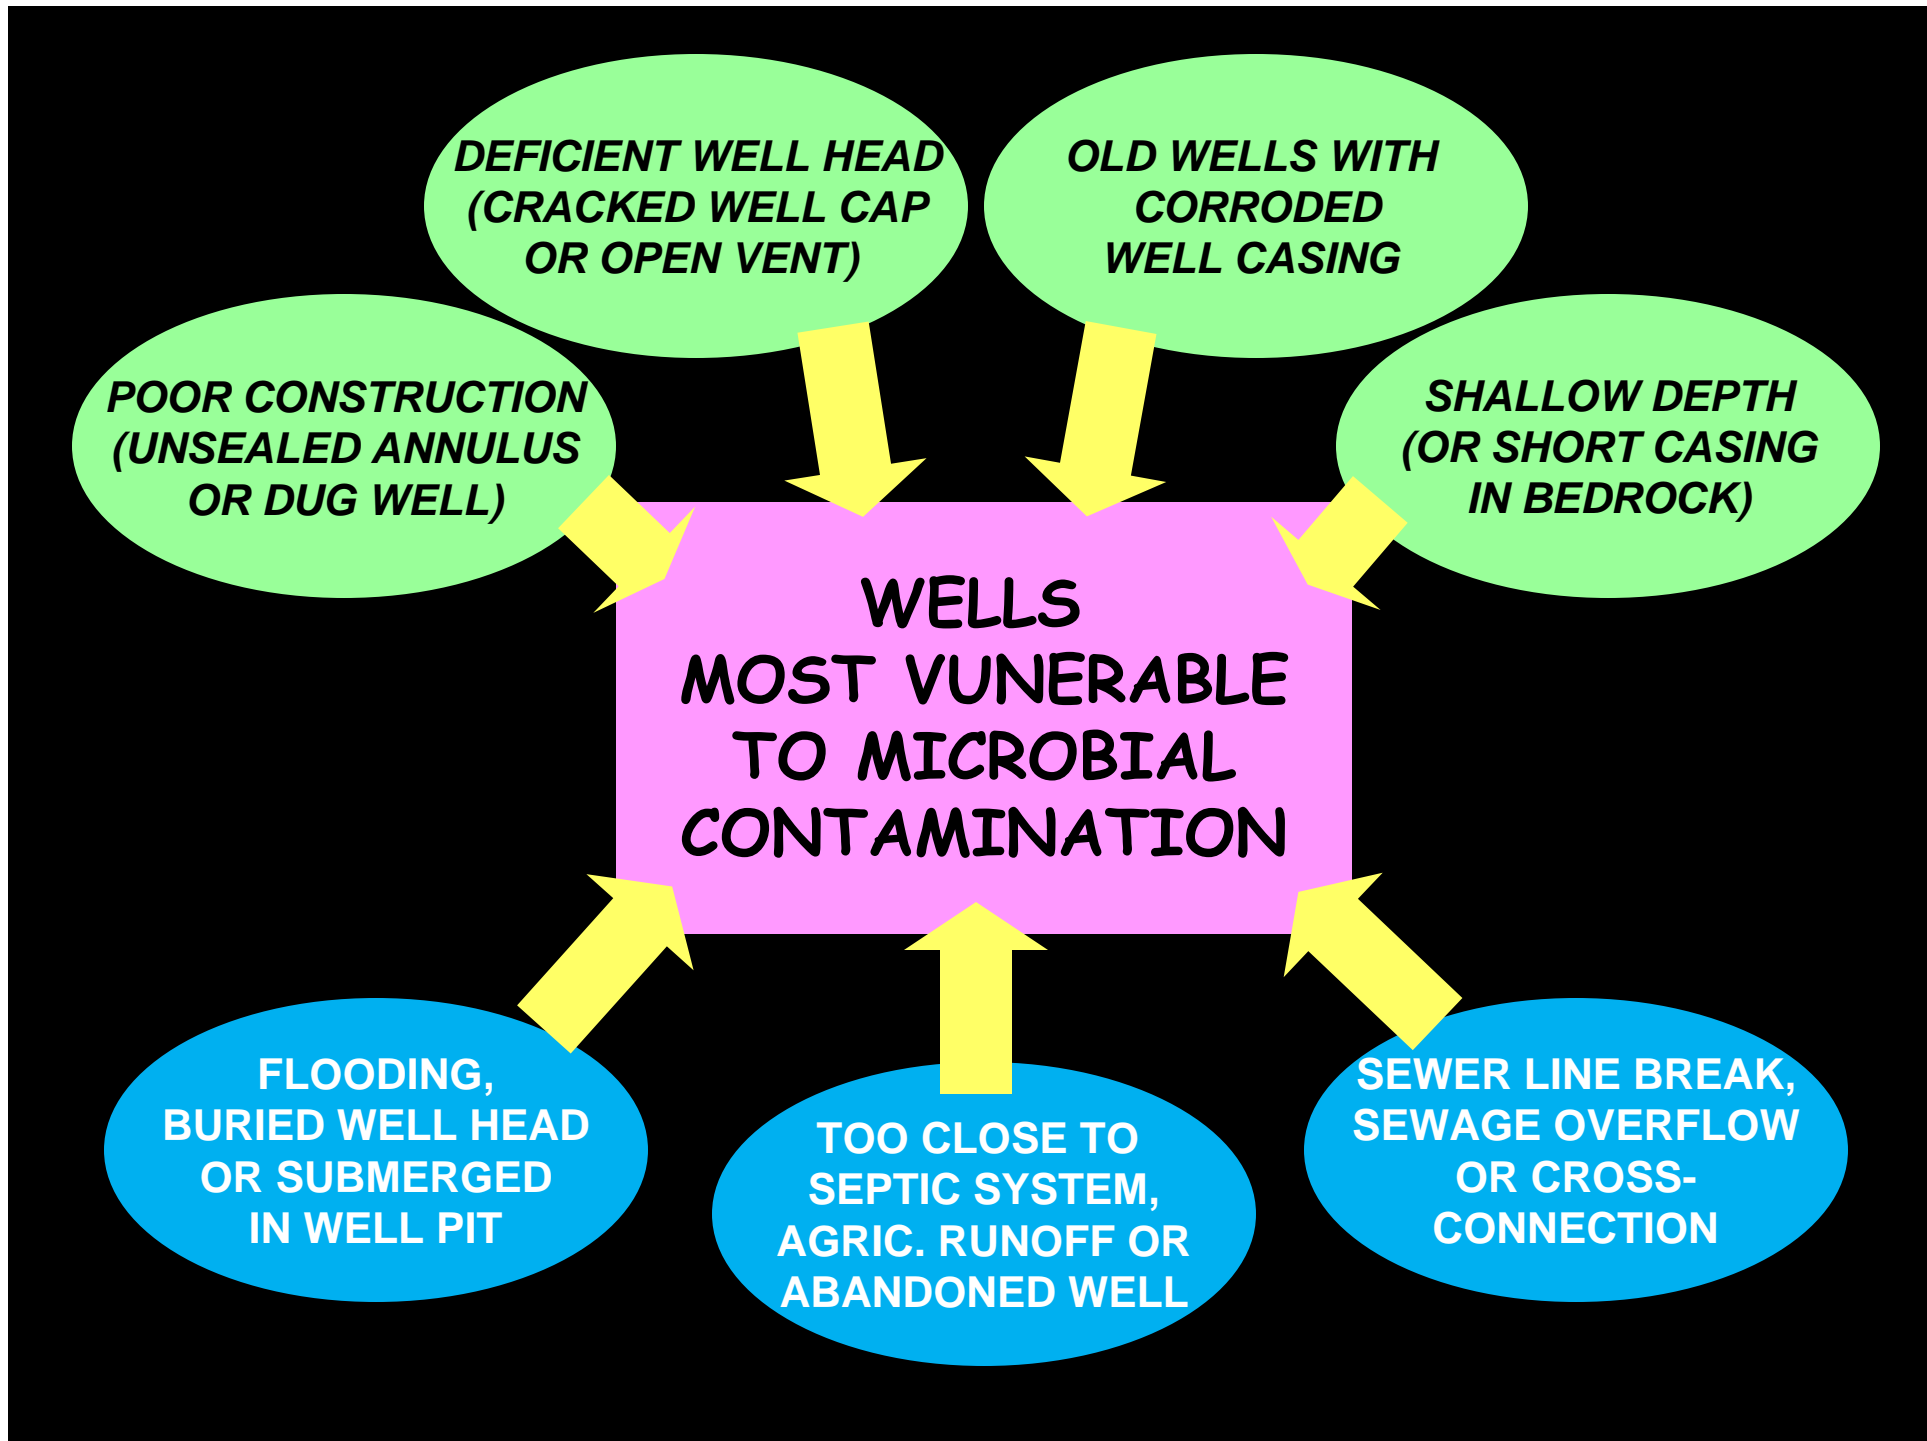 DEFICIENT WELL HEAD
(CRACKED WELL CAP
OR OPEN VENT)
OLD WELLS WITH
CORRODED
WELL CASING
POOR CONSTRUCTION
(UNSEALED ANNULUS
OR DUG WELL)
SHALLOW DEPTH
(OR SHORT CASING
IN BEDROCK)
WELLS
MOST VUNERABLE
TO MICROBIAL
CONTAMINATION
FLOODING,
BURIED WELL HEAD
OR SUBMERGED
IN WELL PIT
TOO CLOSE TO
SEPTIC SYSTEM,
AGRIC. RUNOFF OR
ABANDONED WELL
SEWER LINE BREAK,
SEWAGE OVERFLOW
OR CROSS-
CONNECTION